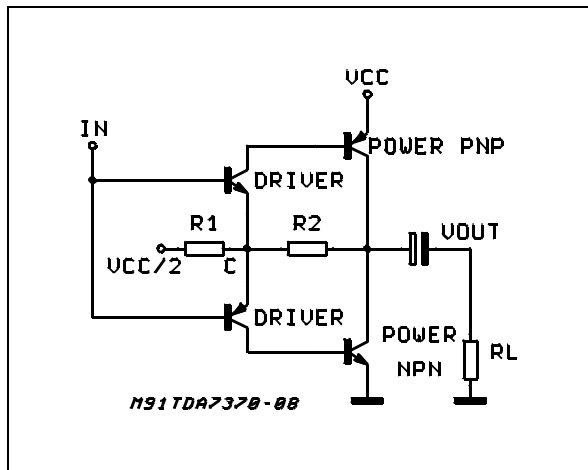 VCC
IN
POWER PNP
DRIVER
R1
R2
VOUT
VCC/2
C
DRIVER
POWER
NPN
RL
M91TDA7370-08